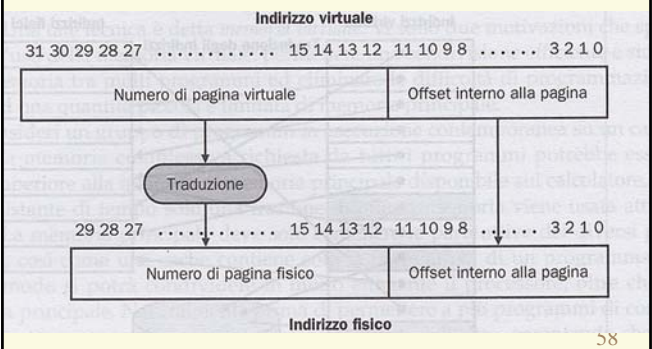 Indirizzo virtuale
31 30 29 28 27 ............ 15 14 13 12 11 10 9 8 ...... 3 2 1 0
Numero di pagina virtuale Offset interno alla pagina
Traduzione
29 28 27 ............ 15 14 13 12 11 10 9 8 ...... 3 2 1 0
Numero di pagina fisico Offset interno alla pagina
Indirizzo fisico
58